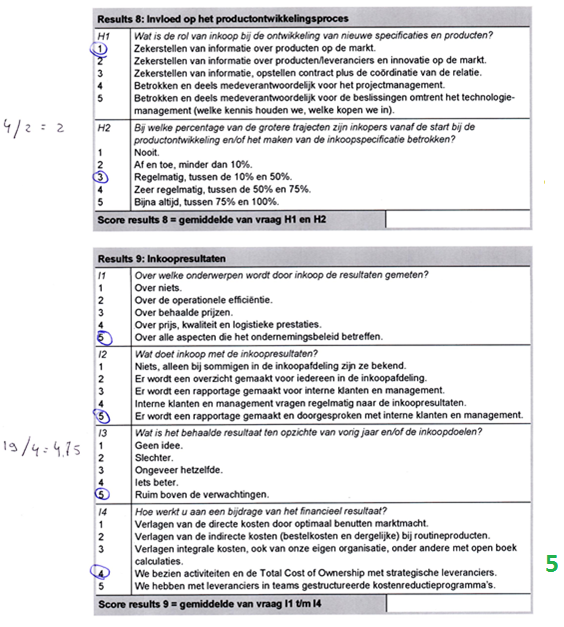 Results 8: Invloed op het productontwikkelingsproces
H1 Wat is de rol van inkoop bij de ontwikkeling van nieuwe specificaties en producten?
1 Zekerstellen van informatie over producten op de markt.
2 Zekerstellen van informatie over producten/leveranciers en innovatie op de markt.
3 Zekerstellen van informatie, opstellen contract plus de coördinatie van de relatie.
4 Betrokken en deels medeverantwoordelijk voor het projectmanagement.
5 Betrokken en deels medeverantwoordelijk voor de beslissingen omtrent het technologie-
management (welke kennis houden we, welke kopen we in).
4/2 = 2
H2 Bij welke percentage van de grotere trajecten zijn inkopers vanaf de start bij de
productontwikkeling en/of het maken van de inkoopspecificatie betrokken?
1 Nooit.
2 Af en toe, minder dan 10%.
3 Regelmatig, tussen de 10% en 50%.
4 Zeer regelmatig, tussen de 50% en 75%.
5 Bijna altijd, tussen 75% en 100%.
Score results 8 = gemiddelde van vraag H1 en H2
Results 9: Inkoopresultaten
I1 Over welke onderwerpen wordt door inkoop de resultaten gemeten?
1 Over niets.
2 Over de operationele efficiëntie.
3 Over behaalde prijzen.
4 Over prijs, kwaliteit en logistieke prestaties.
5 Over alle aspecten die het ondernemingsbeleid betreffen.
I2 Wat doet inkoop met de inkoopresultaten?
1 Niets, alleen bij sommigen in de inkoopafdeling zijn ze bekend.
2 Er wordt een overzicht gemaakt voor iedereen in de inkoopafdeling.
3 Er wordt een rapportage gemaakt voor interne klanten en management.
4 Interne klanten en management vragen regelmatig naar de inkoopresultaten.
5 Er wordt een rapportage gemaakt en doorgesproken met interne klanten en management.
I3 Wat is het behaalde resultaat ten opzichte van vorig jaar en/of de inkoopdoelen?
1 Geen idee.
2 Slechter.
3 Ongeveer hetzelfde.
4 Iets beter.
5 Ruim boven de verwachtingen.
19/4 = 4,75
I4 Hoe werkt u aan een bijdrage van het financieel resultaat?
1 Verlagen van de directe kosten door optimaal benutten marktmacht.
2 Verlagen van de indirecte kosten (bestelkosten en dergelijke) bij routineproducten.
3 Verlagen integrale kosten, ook van onze eigen organisatie, onder andere met open boek
calculaties.
4 We bezien activiteiten en de Total Cost of Ownership met strategische leveranciers.
5 We hebben met leveranciers in teams gestructureerde kostenreductieprogramma's.
5
Score results 9 = gemiddelde van vraag I1 t/m I4